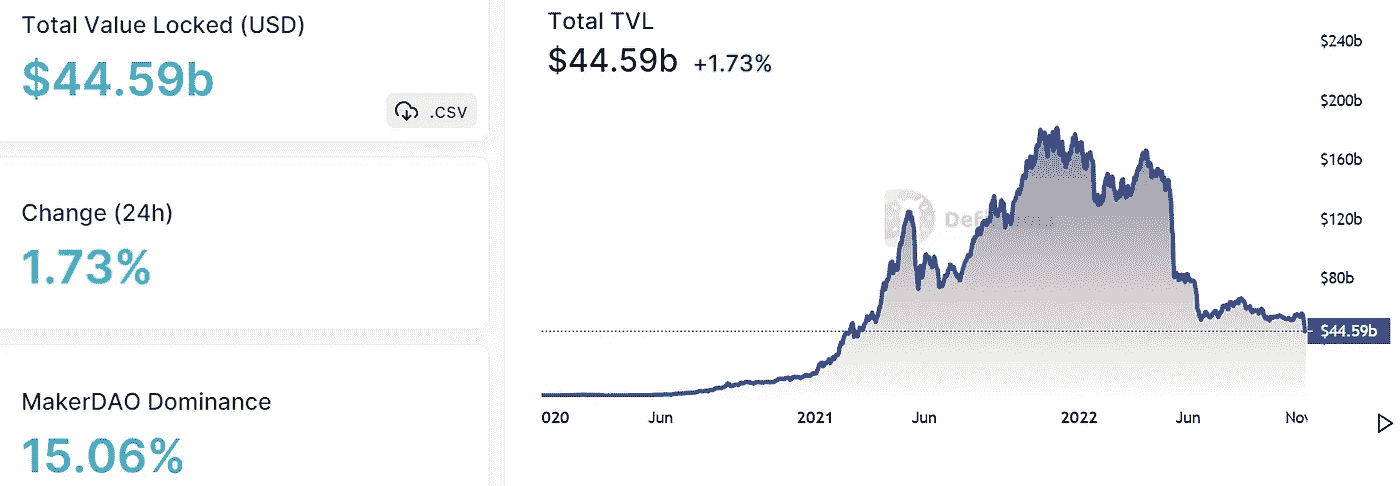 Total Value Locked (USD)
$44.59b
.csv
Change (24h)
1.73%
MakerDAO Dominance
15.06%
Total TVL
$44.59b +1.73%
$240b
$200b
$160b
$120b
$80b
$44.59b
020 Jun 2021 Jun 2022 Jun Nov